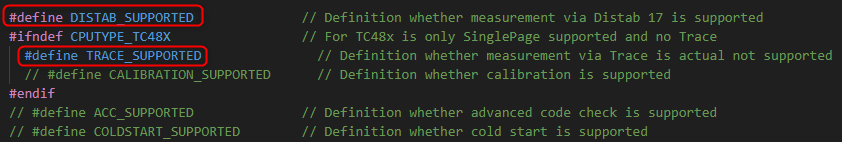 #define DISTAB_SUPPORTED // Definition whether measurement via Distab 17 is supported
#ifndef CPUTYPE_TC48X // For TC48x is only SinglePage supported and no Trace
#define TRACE_SUPPORTED // Definition whether measurement via Trace is actual not supported
// #define CALIBRATION_SUPPORTED // Definition whether calibration is supported
#endif
// #define ACC_SUPPORTED // Definition whether advanced code check is supported
// #define COLDSTART_SUPPORTED // Definition whether cold start is supported